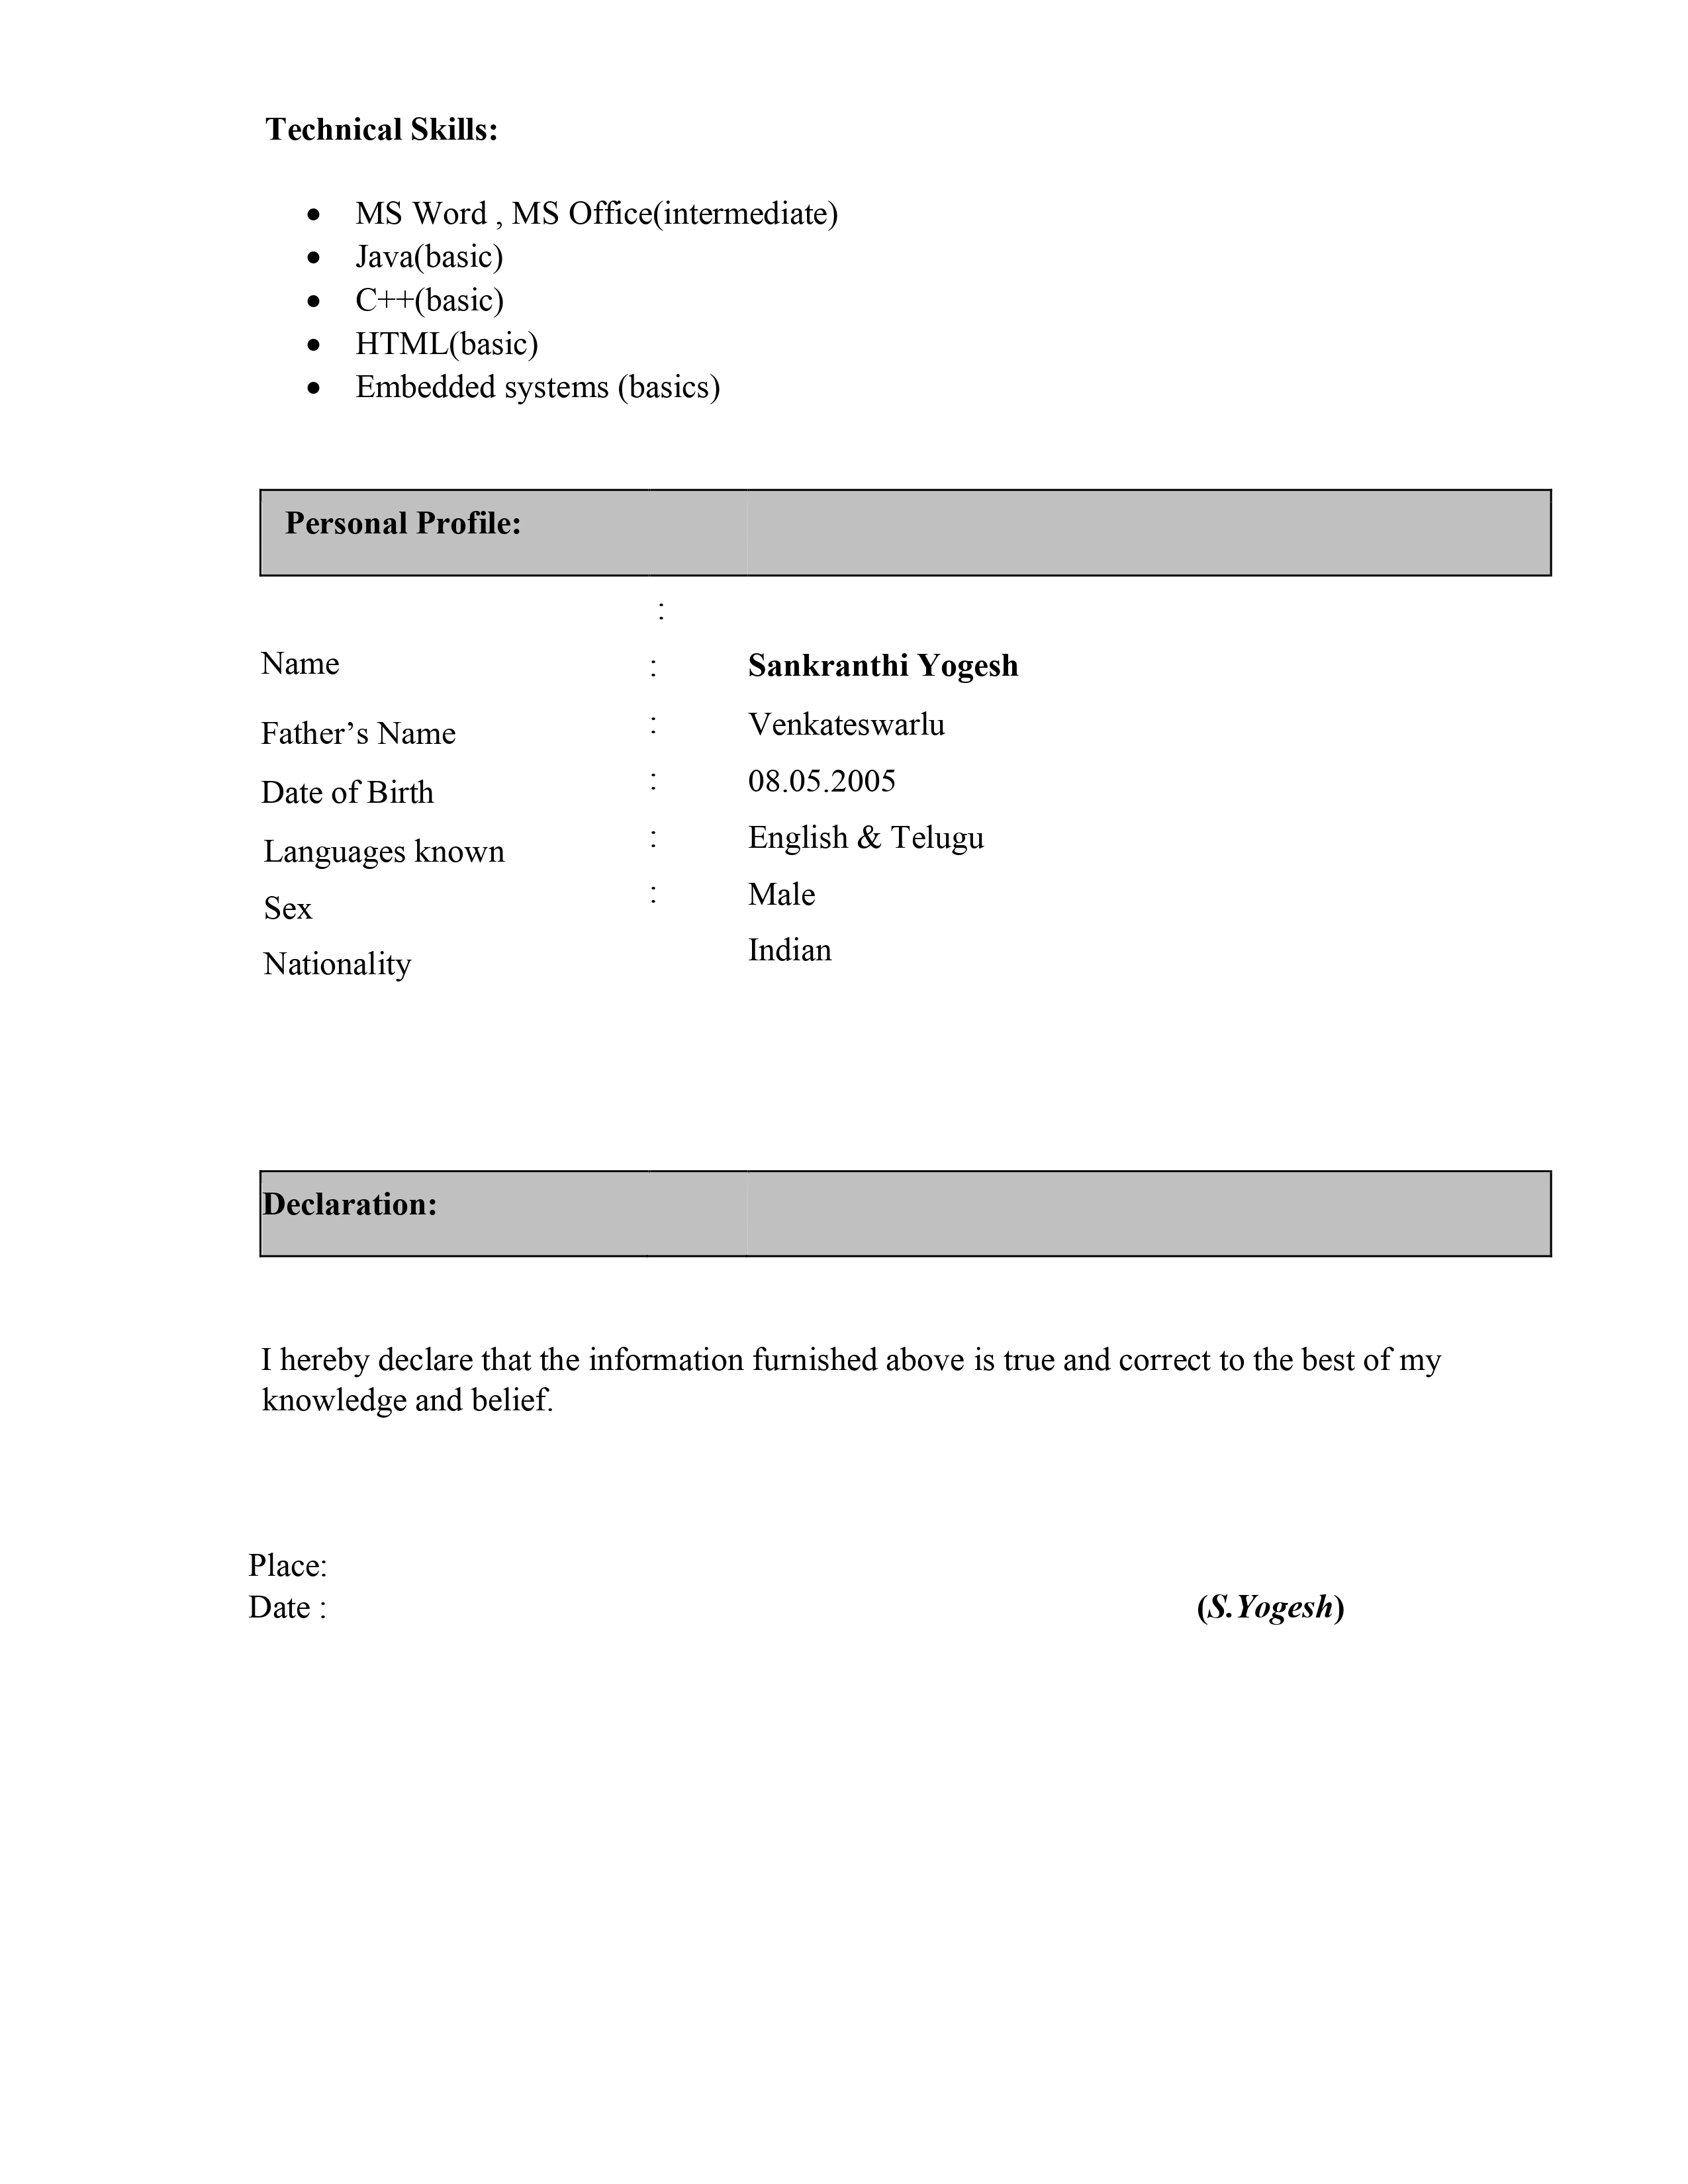 Technical Skills:
• MS Word , MS Office(intermediate)
• Java(basic)
• C++(basic)
• HTML(basic)
• Embedded systems (basics)
Personal Profile:
:
Name : Sankranthi Yogesh
Father’s Name : Venkateswarlu
Date of Birth : 08.05.2005
Languages known : English & Telugu
Sex : Male
Nationality Indian
Declaration:
I hereby declare that the information furnished above is true and correct to the best of my
knowledge and belief.
Place:
Date : (S.Yogesh)